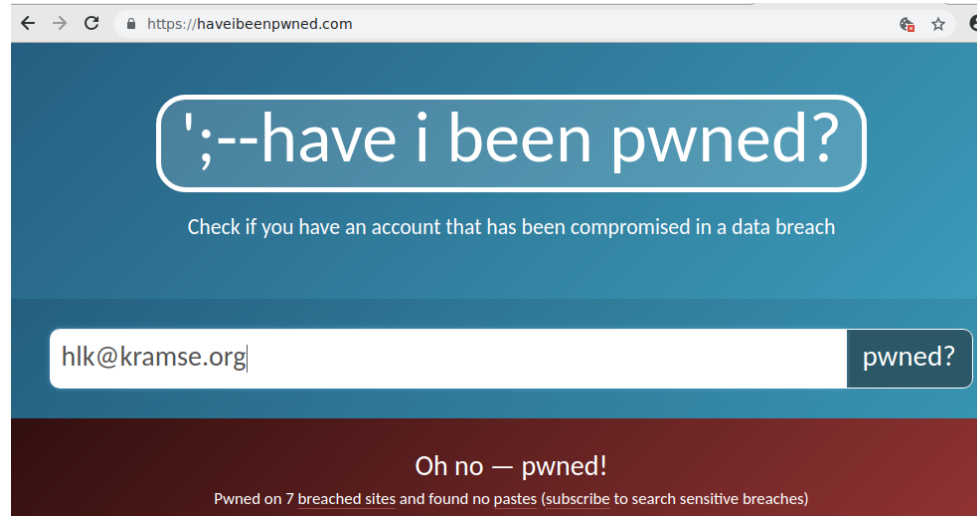 https://haveibeenpwned.com
';--have i been pwned?
Check if you have an account that has been compromised in a data breach
hlk@kramse.org
pwned?
Oh no — pwned!
Pwned on 7 breached sites and found no pastes (subscribe to search sensitive breaches)